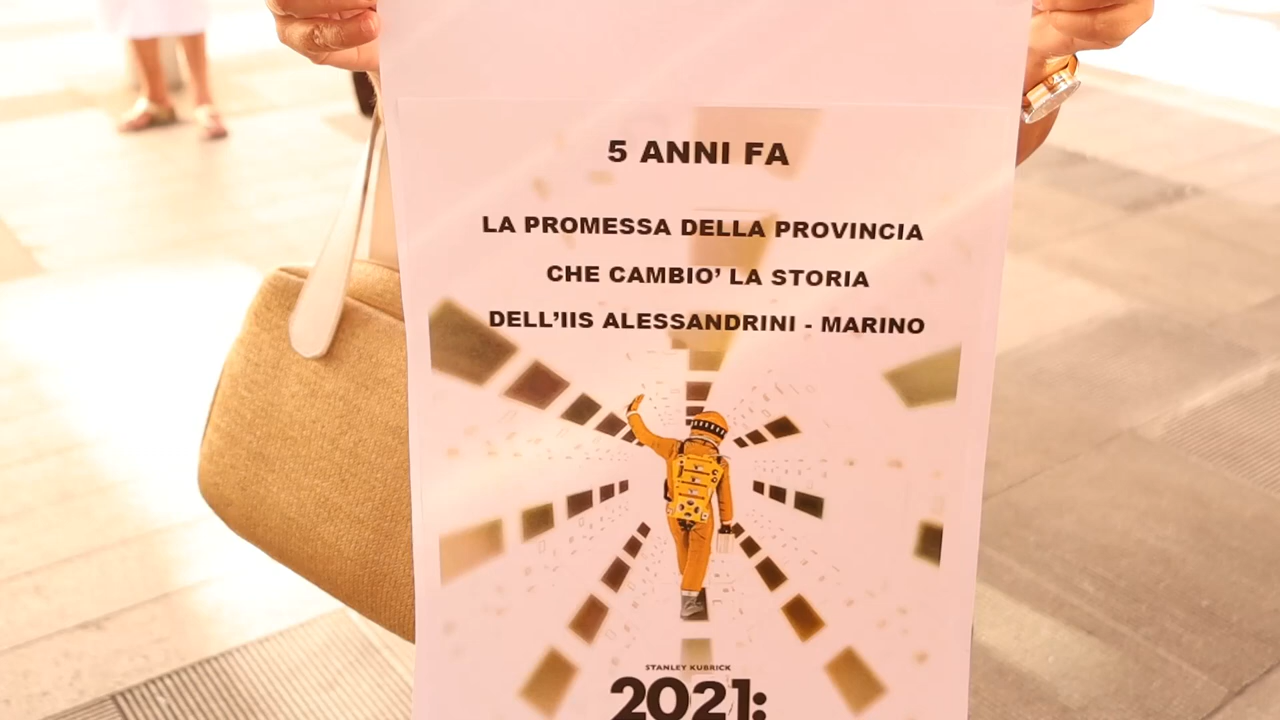 5 ANNI FA
LA PROMESSA DELLA PROVINCIA
CHE CAMBIO' LA STORIA
DELL'IIS ALESSANDRINI - MARINO
STANLEY KUBRICK
2021: